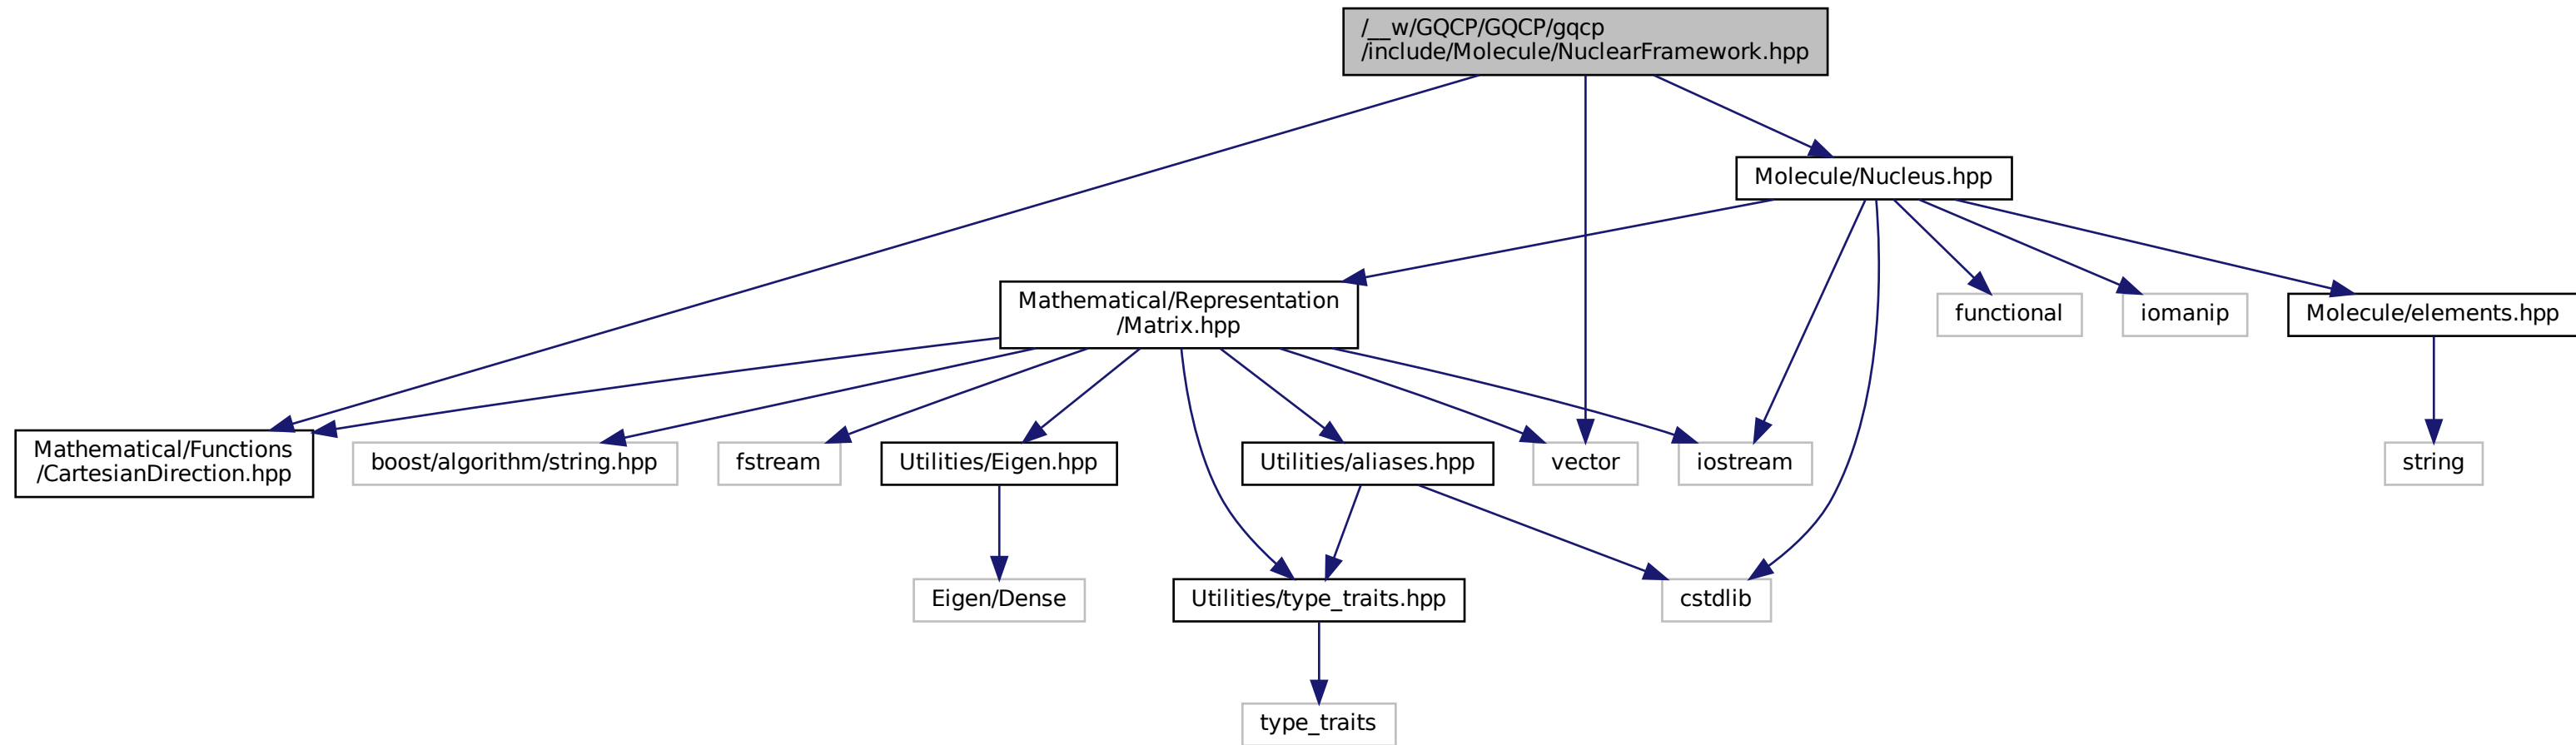 /__w/GQCP/GQCP/gqcp
/include/Molecule/NuclearFramework.hpp
Molecule/Nucleus.hpp
Mathematical/Representation
/Matrix.hpp
functional
iomanip
Molecule/elements.hpp
Mathematical/Functions
/CartesianDirection.hpp
boost/algorithm/string.hpp
fstream
Utilities/Eigen.hpp
Utilities/aliases.hpp
vector
iostream
string
Eigen/Dense
Utilities/type_traits.hpp
cstdlib
type_traits